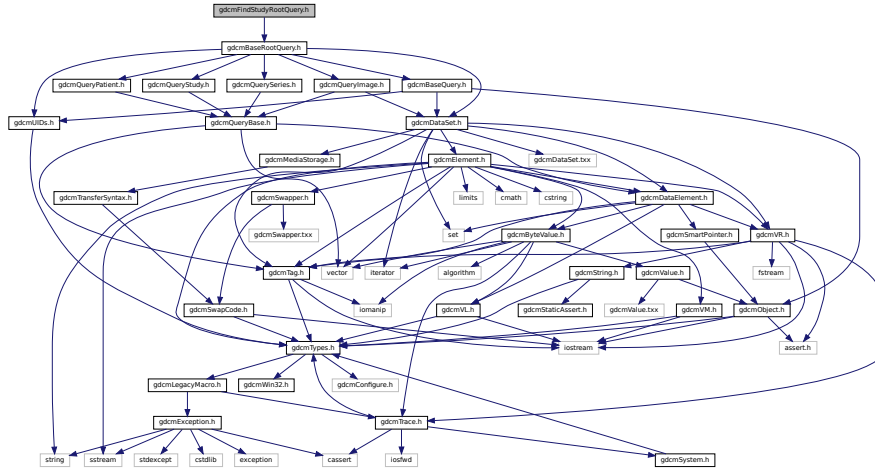 gdcmFindStudyRootQuery.h
gdcmBaseRootQuery.h
gdcmQueryPatient.h
gdcmQueryStudy.h
gdcmQuerySeries.h
gdcmQueryImage.h
gdcmBaseQuery.h
gdcmUIDs.h
gdcmQueryBase.h
gdcmDataSet.h
gdcmMediaStorage.h
gdcmElement.h
gdcmDataSet.txx
gdcmTransferSyntax.h
gdcmSwapper.h
limits
cmath
cstring
gdcmDataElement.h
gdcmSwapper.txx
set
gdcmByteValue.h
gdcmSmartPointer.h
gdcmVR.h
gdcmTag.h
vector
iterator
algorithm
gdcmString.h
gdcmValue.h
fstream
gdcmSwapCode.h
iomanip
gdcmVL.h
gdcmStaticAssert.h
gdcmValue.txx
gdcmVM.h
gdcmObject.h
gdcmTypes.h
iostream
assert.h
gdcmLegacyMacro.h
gdcmWin32.h
gdcmConfigure.h
gdcmException.h
gdcmTrace.h
string
sstream
stdexcept
cstdlib
exception
cassert
iosfwd
gdcmSystem.h